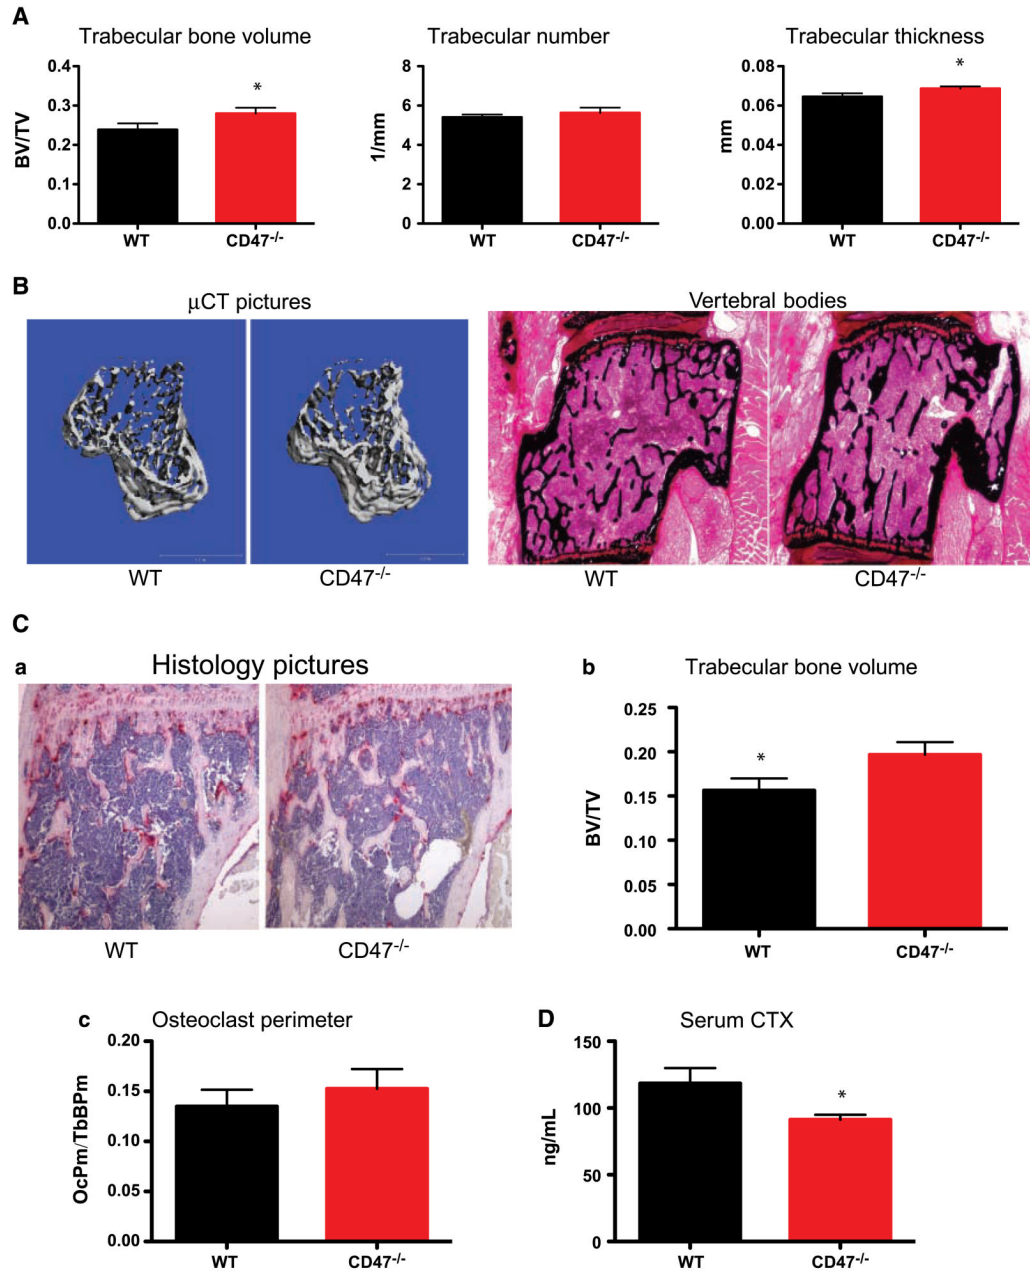 A
Trabecular bone volume
Trabecular number
Trabecular thickness
BV/TV
0.4
0.3
0.2
0.1
0.0
WT
CD47-/-
*
1/mm
8
6
4
2
0
WT
CD47-/-
mm
0.08
0.06
0.04
0.02
0.00
WT
CD47-/-
*
B
μCT pictures
Vertebral bodies
WT
CD47-/-
WT
CD47-/-
C
a
Histology pictures
WT
CD47-/-
b
Trabecular bone volume
BV/TV
0.25
0.20
0.15
0.10
0.05
0.00
*
WT
CD47-/-
c
Osteoclast perimeter
OcPm/TbBPm
0.20
0.15
0.10
0.05
0.00
WT
CD47-/-
D
Serum CTX
ng/mL
150
100
50
0
*
WT
CD47-/-